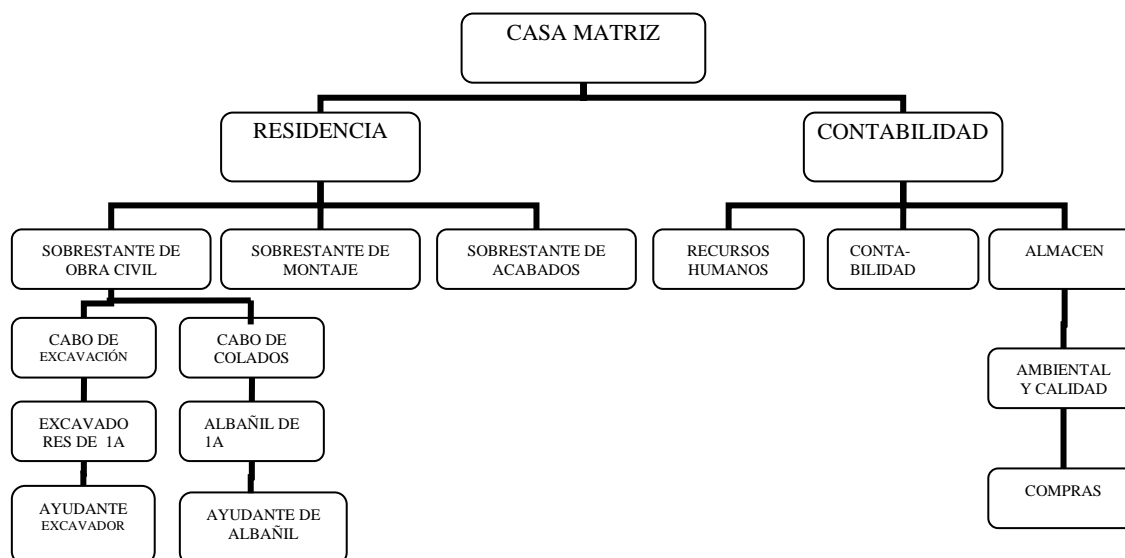 CASA MATRIZ
RESIDENCIA
CONTABILIDAD
SOBRESTANTE DE
OBRA CIVIL
SOBRESTANTE DE
MONTAJE
SOBRESTANTE DE
ACABADOS
RECURSOS
HUMANOS
CONTA-
BILIDAD
ALMACEN
CABO DE
EXCAVACIÓN
CABO DE
COLADOS
AMBIENTAL
Y CALIDAD
EXCAVADO
RES DE 1A
ALBAÑIL DE
1A
AYUDANTE
EXCAVADOR
AYUDANTE DE
ALBAÑIL
COMPRAS